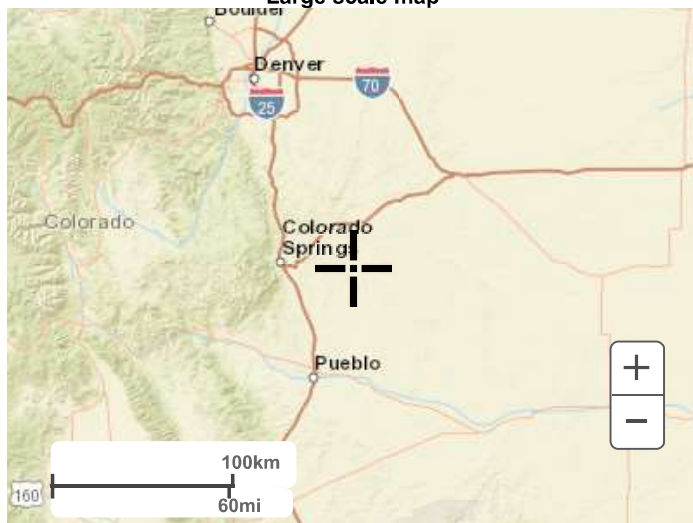 Large-scale map
Boulder
Denver
70
25
Colorado
Colorado
Springs
+
Pueblo
−
100km
160
60mi